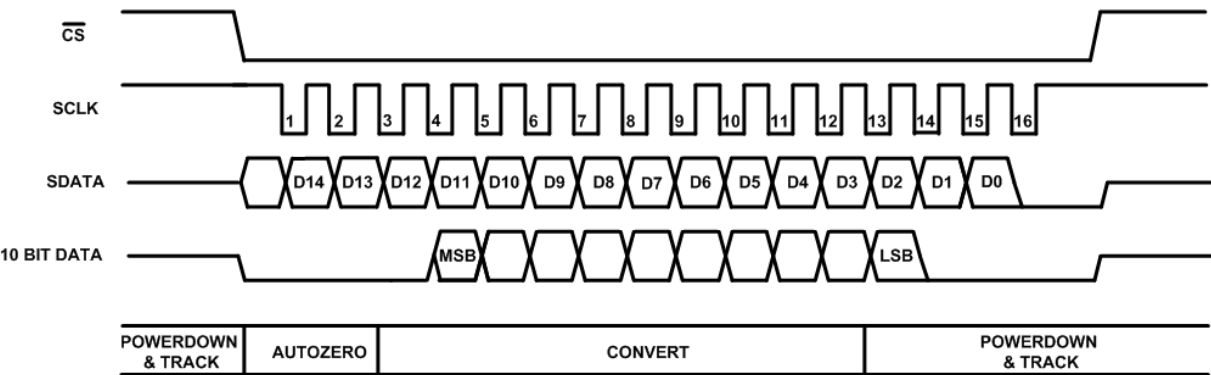 CS
SCLK
1 2 3 4 5 6 7 8 9 10 11 12 13 14 15 16
SDATA
D14 D13 D12 D11 D10 D9 D8 D7 D6 D5 D4 D3 D2 D1 D0
10 BIT DATA
MSB LSB
POWERDOWN
& TRACK
AUTOZERO
CONVERT
POWERDOWN
& TRACK